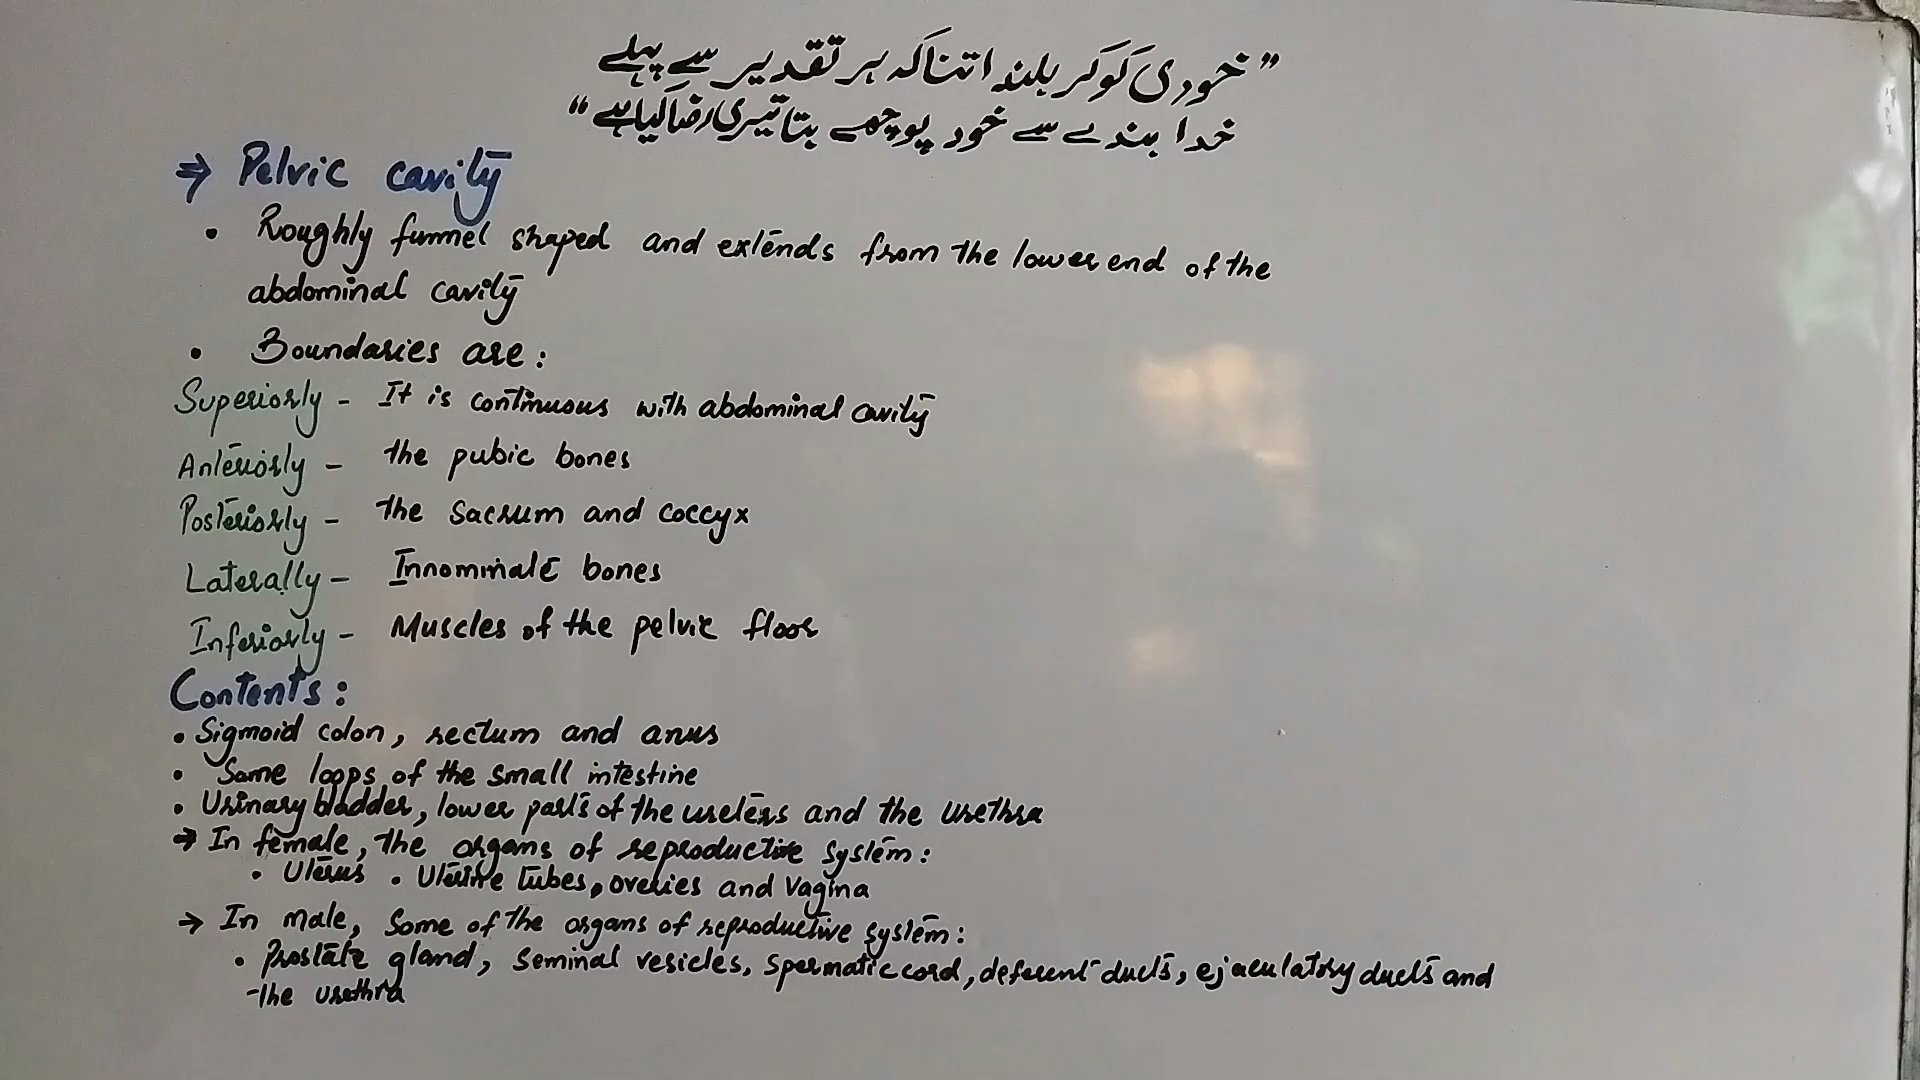 ”خودی کو کر بلند اتنا کہ ہر تقدیر سے پہلے
خدا بندے سے خود پوچھے بتا تیری رضا کیا ہے“
⇒ Pelvic cavity
• Roughly funnel shaped and extends from the lower end of the
abdominal cavity
• Boundaries are:
Superiorly - It is continuous with abdominal cavity
Anteriorly - the pubic bones
Posteriorly - the sacrum and coccyx
Laterally - Innominate bones
Inferiorly - Muscles of the pelvic floor
Contents:
• Sigmoid colon, rectum and anus
• Some loops of the small intestine
• Urinary bladder, lower parts of the ureters and the urethra
→ In female, the organs of reproductive system:
• Uterus • Uterine tubes, overies and vagina
→ In male, Some of the organs of reproductive system:
• Prostate gland, seminal vesicles, spermatic cord, deferent ducts, ejaculatory ducts and
the urethra